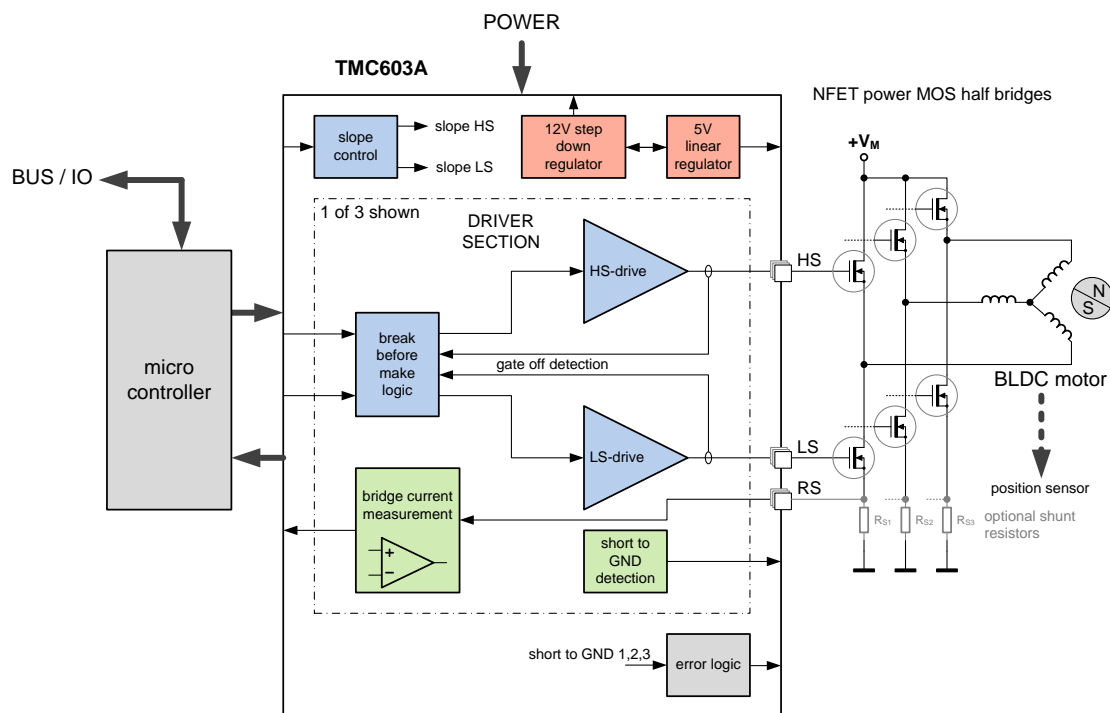 POWER
TMC603A
NFET power MOS half bridges
slope
control
slope HS
slope LS
12V step
down
regulator
5V
linear
regulator
+VM
BUS / IO
1 of 3 shown
DRIVER
SECTION
HS-drive
HS
N
S
micro
controller
break
before
make
logic
gate off detection
BLDC motor
LS-drive
LS
RS
position sensor
bridge current
measurement
+
−
short to
GND
detection
RS1
RS2
RS3
optional shunt
resistors
short to GND 1,2,3
error logic